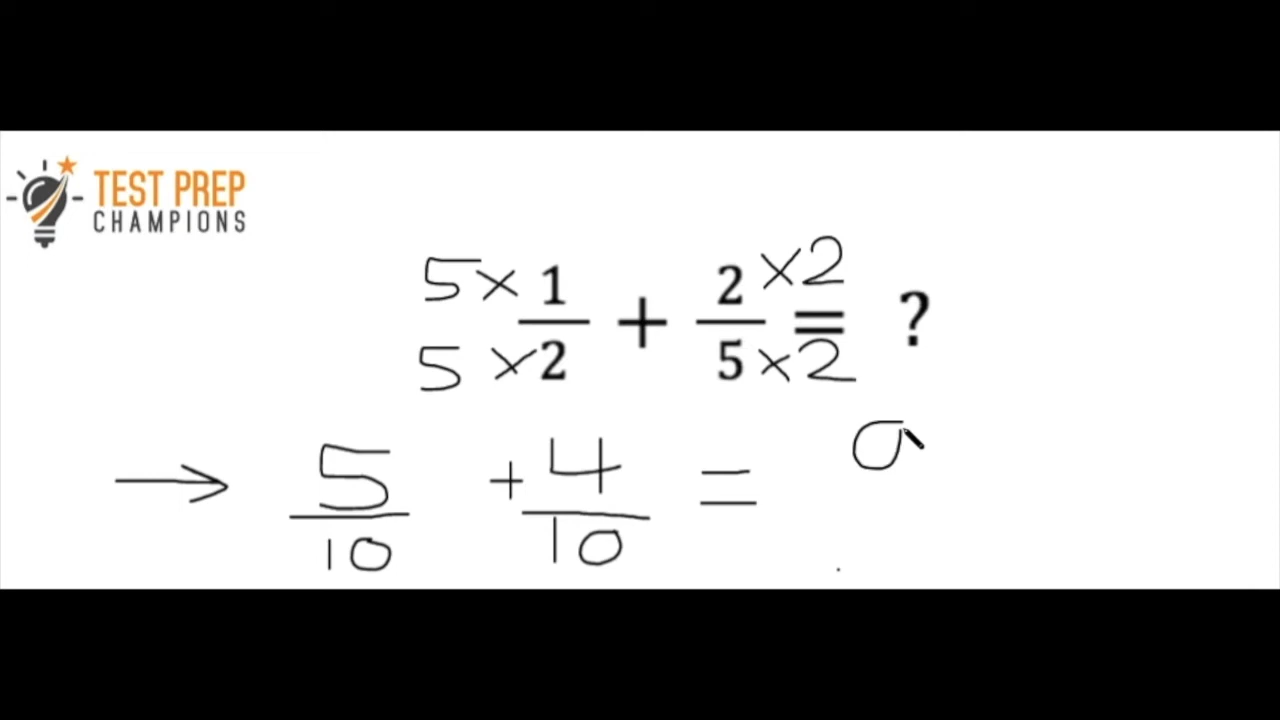 TEST PREP
CHAMPIONS
5 × 1/2 + 2/5 × 2 = ?
5 × × 2
→ 5/10 + 4/10 =